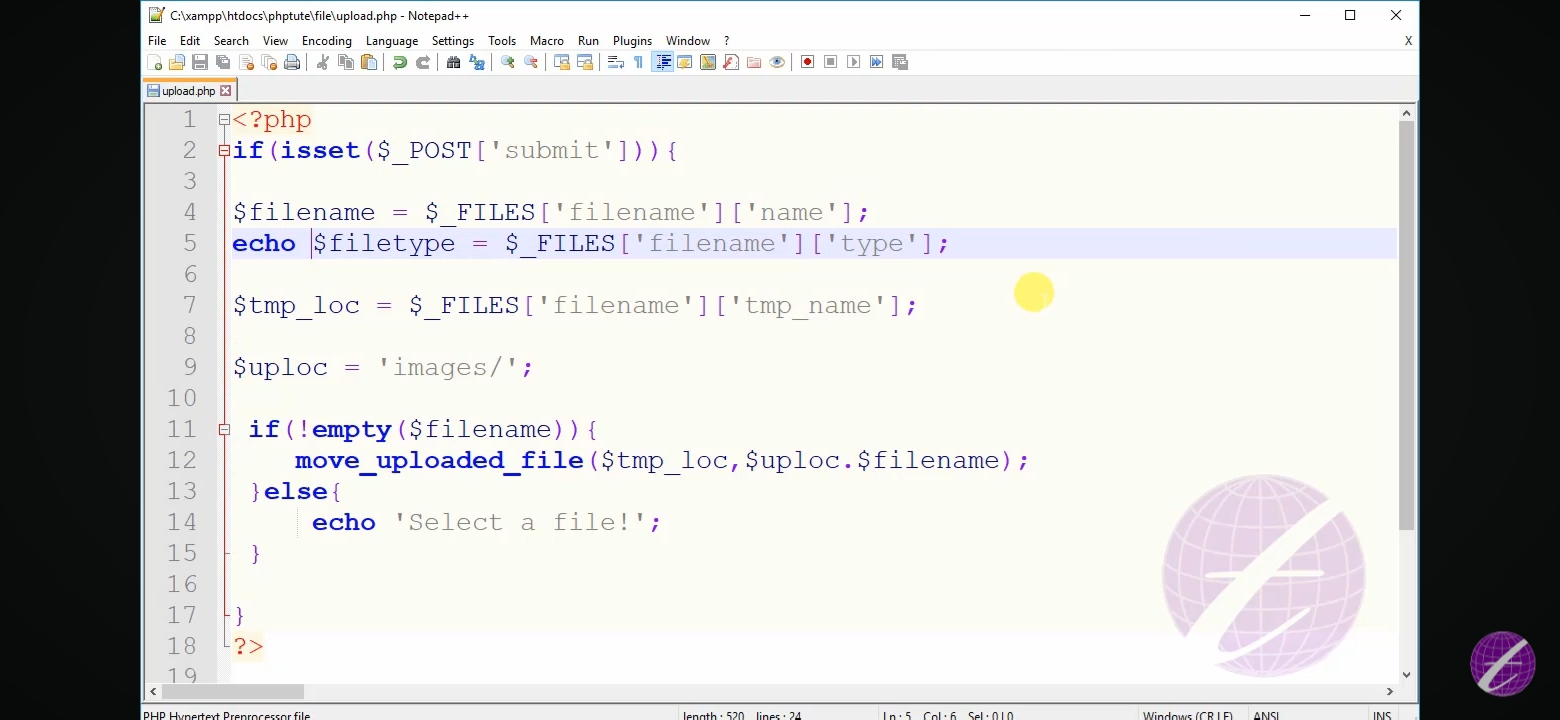 C:\xampp\htdocs\phptute\file\upload.php - Notepad++
File Edit Search View Encoding Language Settings Tools Macro Run Plugins Window ? X
upload.php
1 <?php
2 if(isset($_POST['submit'])){
3
4 $filename = $_FILES['filename']['name'];
5 echo $filetype = $_FILES['filename']['type'];
6
7 $tmp_loc = $_FILES['filename']['tmp_name'];
8
9 $uploc = 'images/';
10
11 if(!empty($filename)){
12 move_uploaded_file($tmp_loc,$uploc.$filename);
13 }else{
14 echo 'Select a file!';
15 }
16
17 }
18 ?>
19
PHP Hypertext Preprocessor file length : 520 lines : 24 Ln : 5 Col : 6 Sel : 0 | 0 Windows (CR LF) ANSI INS